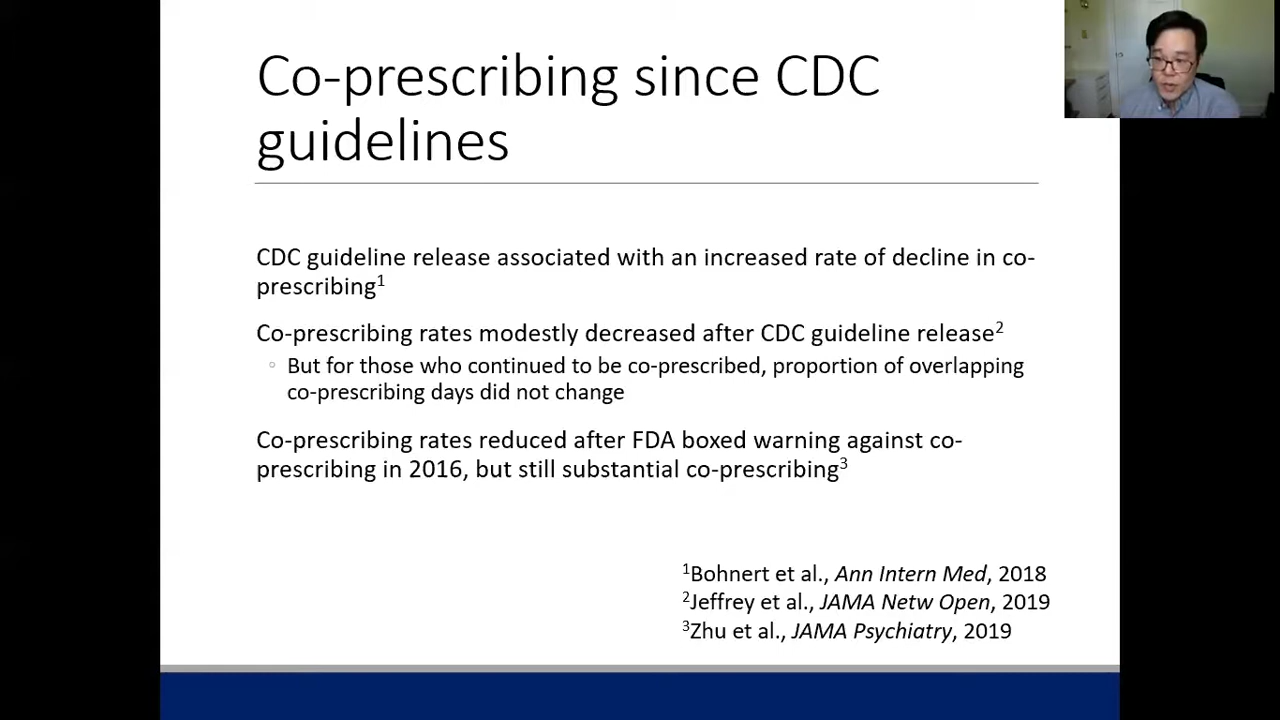 Co-prescribing since CDC
guidelines
CDC guideline release associated with an increased rate of decline in co-
prescribing¹
Co-prescribing rates modestly decreased after CDC guideline release²
◦ But for those who continued to be co-prescribed, proportion of overlapping
co-prescribing days did not change
Co-prescribing rates reduced after FDA boxed warning against co-
prescribing in 2016, but still substantial co-prescribing³
¹Bohnert et al., Ann Intern Med, 2018
²Jeffrey et al., JAMA Netw Open, 2019
³Zhu et al., JAMA Psychiatry, 2019